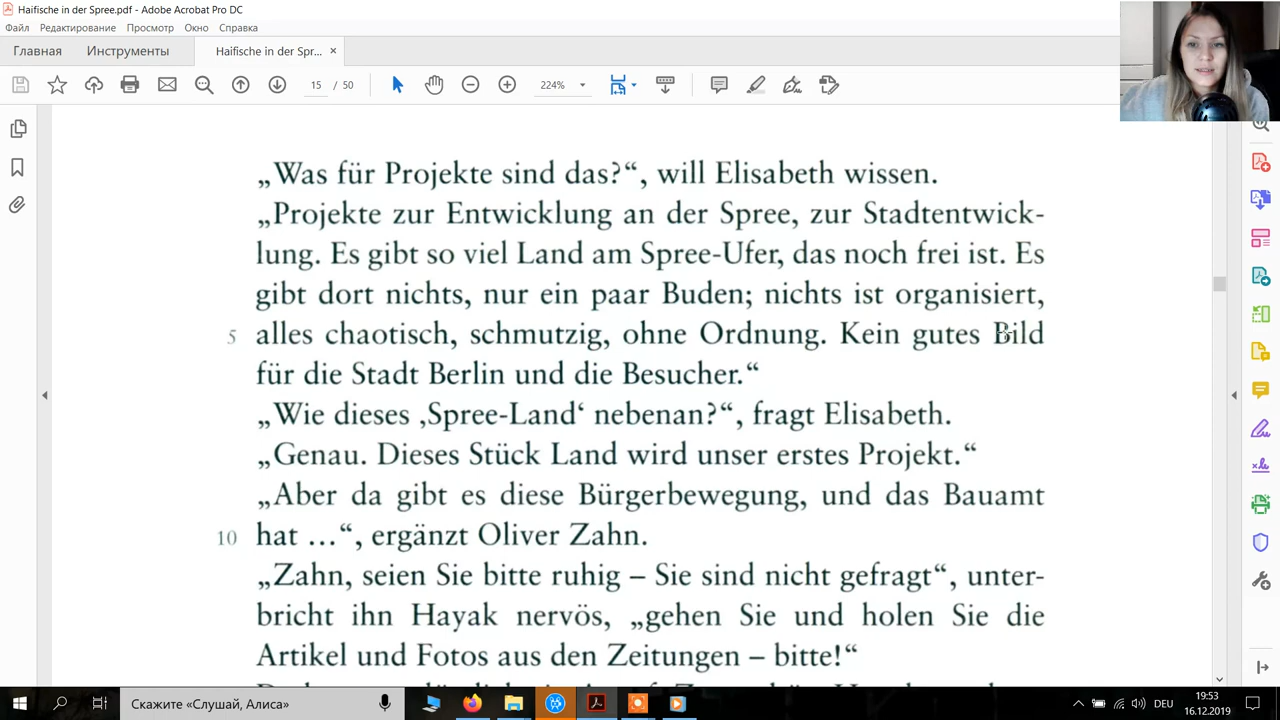 Haifische in der Spree.pdf - Adobe Acrobat Pro DC
Файл Редактирование Просмотр Окно Справка
Главная Инструменты Haifische in der Spr... ×
15 / 50 224%
„Was für Projekte sind das?“, will Elisabeth wissen.
„Projekte zur Entwicklung an der Spree, zur Stadtentwick-
lung. Es gibt so viel Land am Spree-Ufer, das noch frei ist. Es
gibt dort nichts, nur ein paar Buden; nichts ist organisiert,
5 alles chaotisch, schmutzig, ohne Ordnung. Kein gutes Bild
für die Stadt Berlin und die Besucher.“
„Wie dieses ‚Spree-Land‘ nebenan?“, fragt Elisabeth.
„Genau. Dieses Stück Land wird unser erstes Projekt.“
„Aber da gibt es diese Bürgerbewegung, und das Bauamt
10 hat …“, ergänzt Oliver Zahn.
„Zahn, seien Sie bitte ruhig – Sie sind nicht gefragt“, unter-
bricht ihn Hayak nervös, „gehen Sie und holen Sie die
Artikel und Fotos aus den Zeitungen – bitte!“
Скажите «Слушай, Алиса» DEU 19:53
16.12.2019